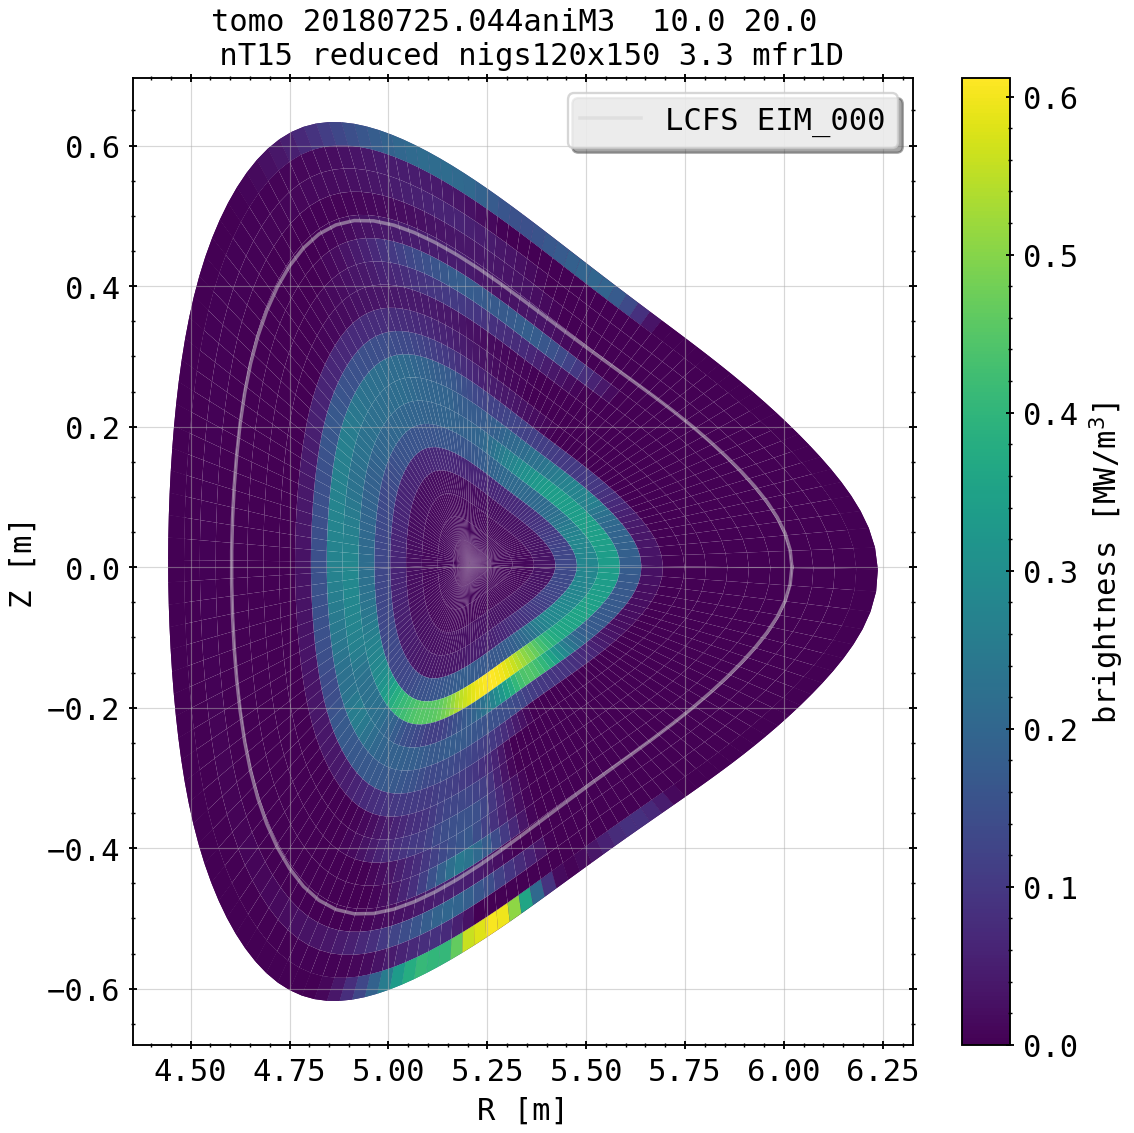 tomo 20180725.044aniM3  10.0 20.0
nT15 reduced nigs120x150 3.3 mfr1D
LCFS EIM_000
0.6
0.4
0.2
0.0
−0.2
−0.4
−0.6
Z [m]
4.50 4.75 5.00 5.25 5.50 5.75 6.00 6.25
R [m]
0.6
0.5
0.4
0.3
0.2
0.1
0.0
brightness [MW/m³]